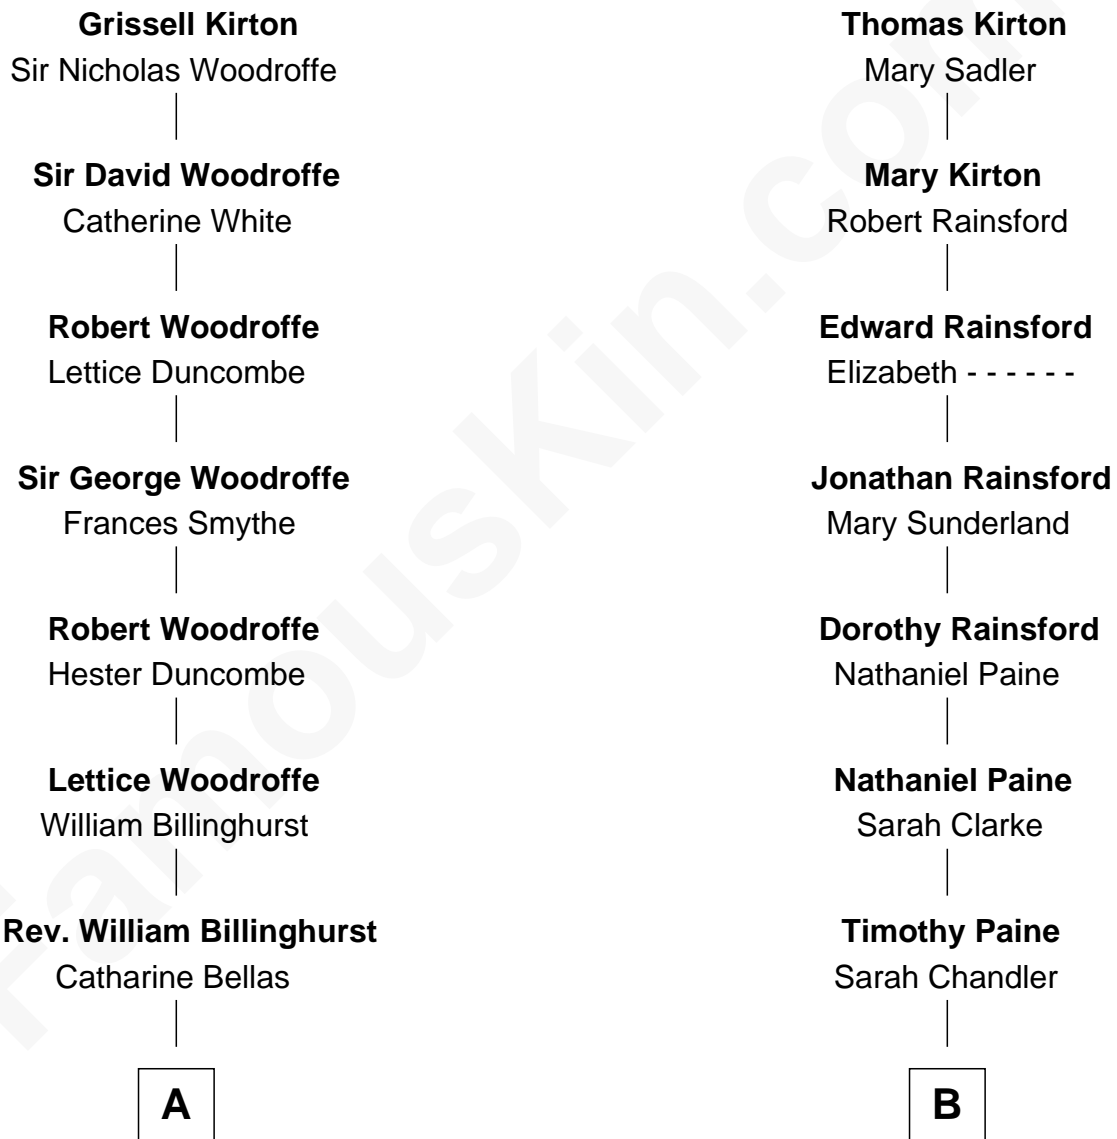 Grissell Kirton
Sir Nicholas Woodroffe
Sir David Woodroffe
Catherine White
Robert Woodroffe
Lettice Duncombe
Sir George Woodroffe
Frances Smythe
Robert Woodroffe
Hester Duncombe
Lettice Woodroffe
William Billinghurst
Rev. William Billinghurst
Catharine Bellas
A
Thomas Kirton
Mary Sadler
Mary Kirton
Robert Rainsford
Edward Rainsford
Elizabeth - - - - - -
Jonathan Rainsford
Mary Sunderland
Dorothy Rainsford
Nathaniel Paine
Nathaniel Paine
Sarah Clarke
Timothy Paine
Sarah Chandler
B
FamousKin.com